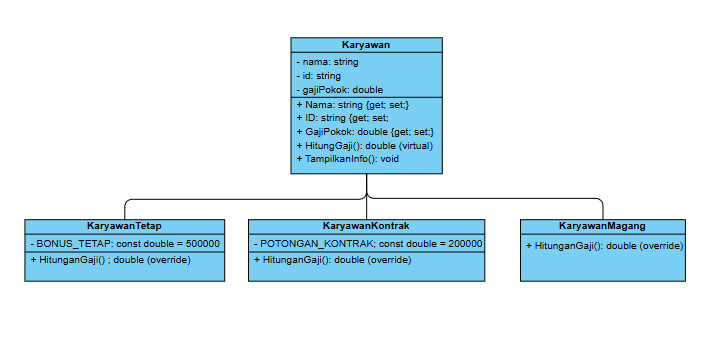 Karyawan
- nama: string
- id: string
- gajiPokok: double
+ Nama: string {get; set;}
+ ID: string {get; set;
+ GajiPokok: double {get; set;}
+ HitungGaji(): double (virtual)
+ TampilkanInfo(): void
KaryawanTetap
- BONUS_TETAP: const double = 500000
+ HitunganGaji() ; double (override)
KaryawanKontrak
- POTONGAN_KONTRAK; const double = 200000
+ HitunganGaji(): double (override)
KaryawanMagang
+ HitunganGaji(): double (override)